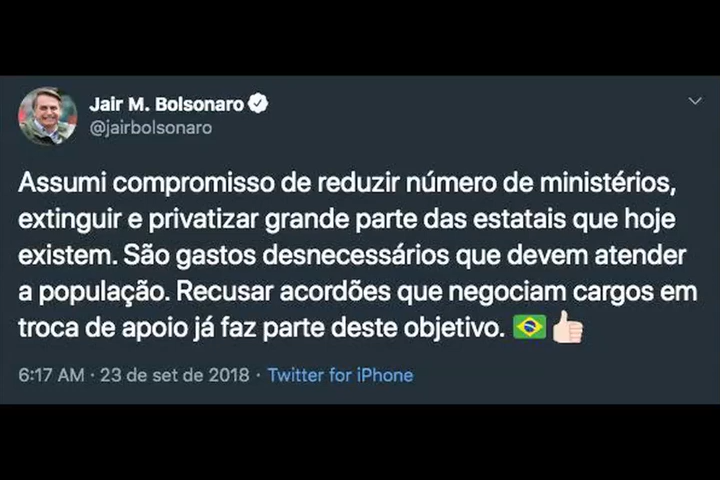 Jair M. Bolsonaro
@jairbolsonaro
Assumi compromisso de reduzir número de ministérios,
extinguir e privatizar grande parte das estatais que hoje
existem. São gastos desnecessários que devem atender
a população. Recusar acordões que negociam cargos em
troca de apoio já faz parte deste objetivo. 🇧🇷👍🏻
6:17 AM · 23 de set de 2018 · Twitter for iPhone